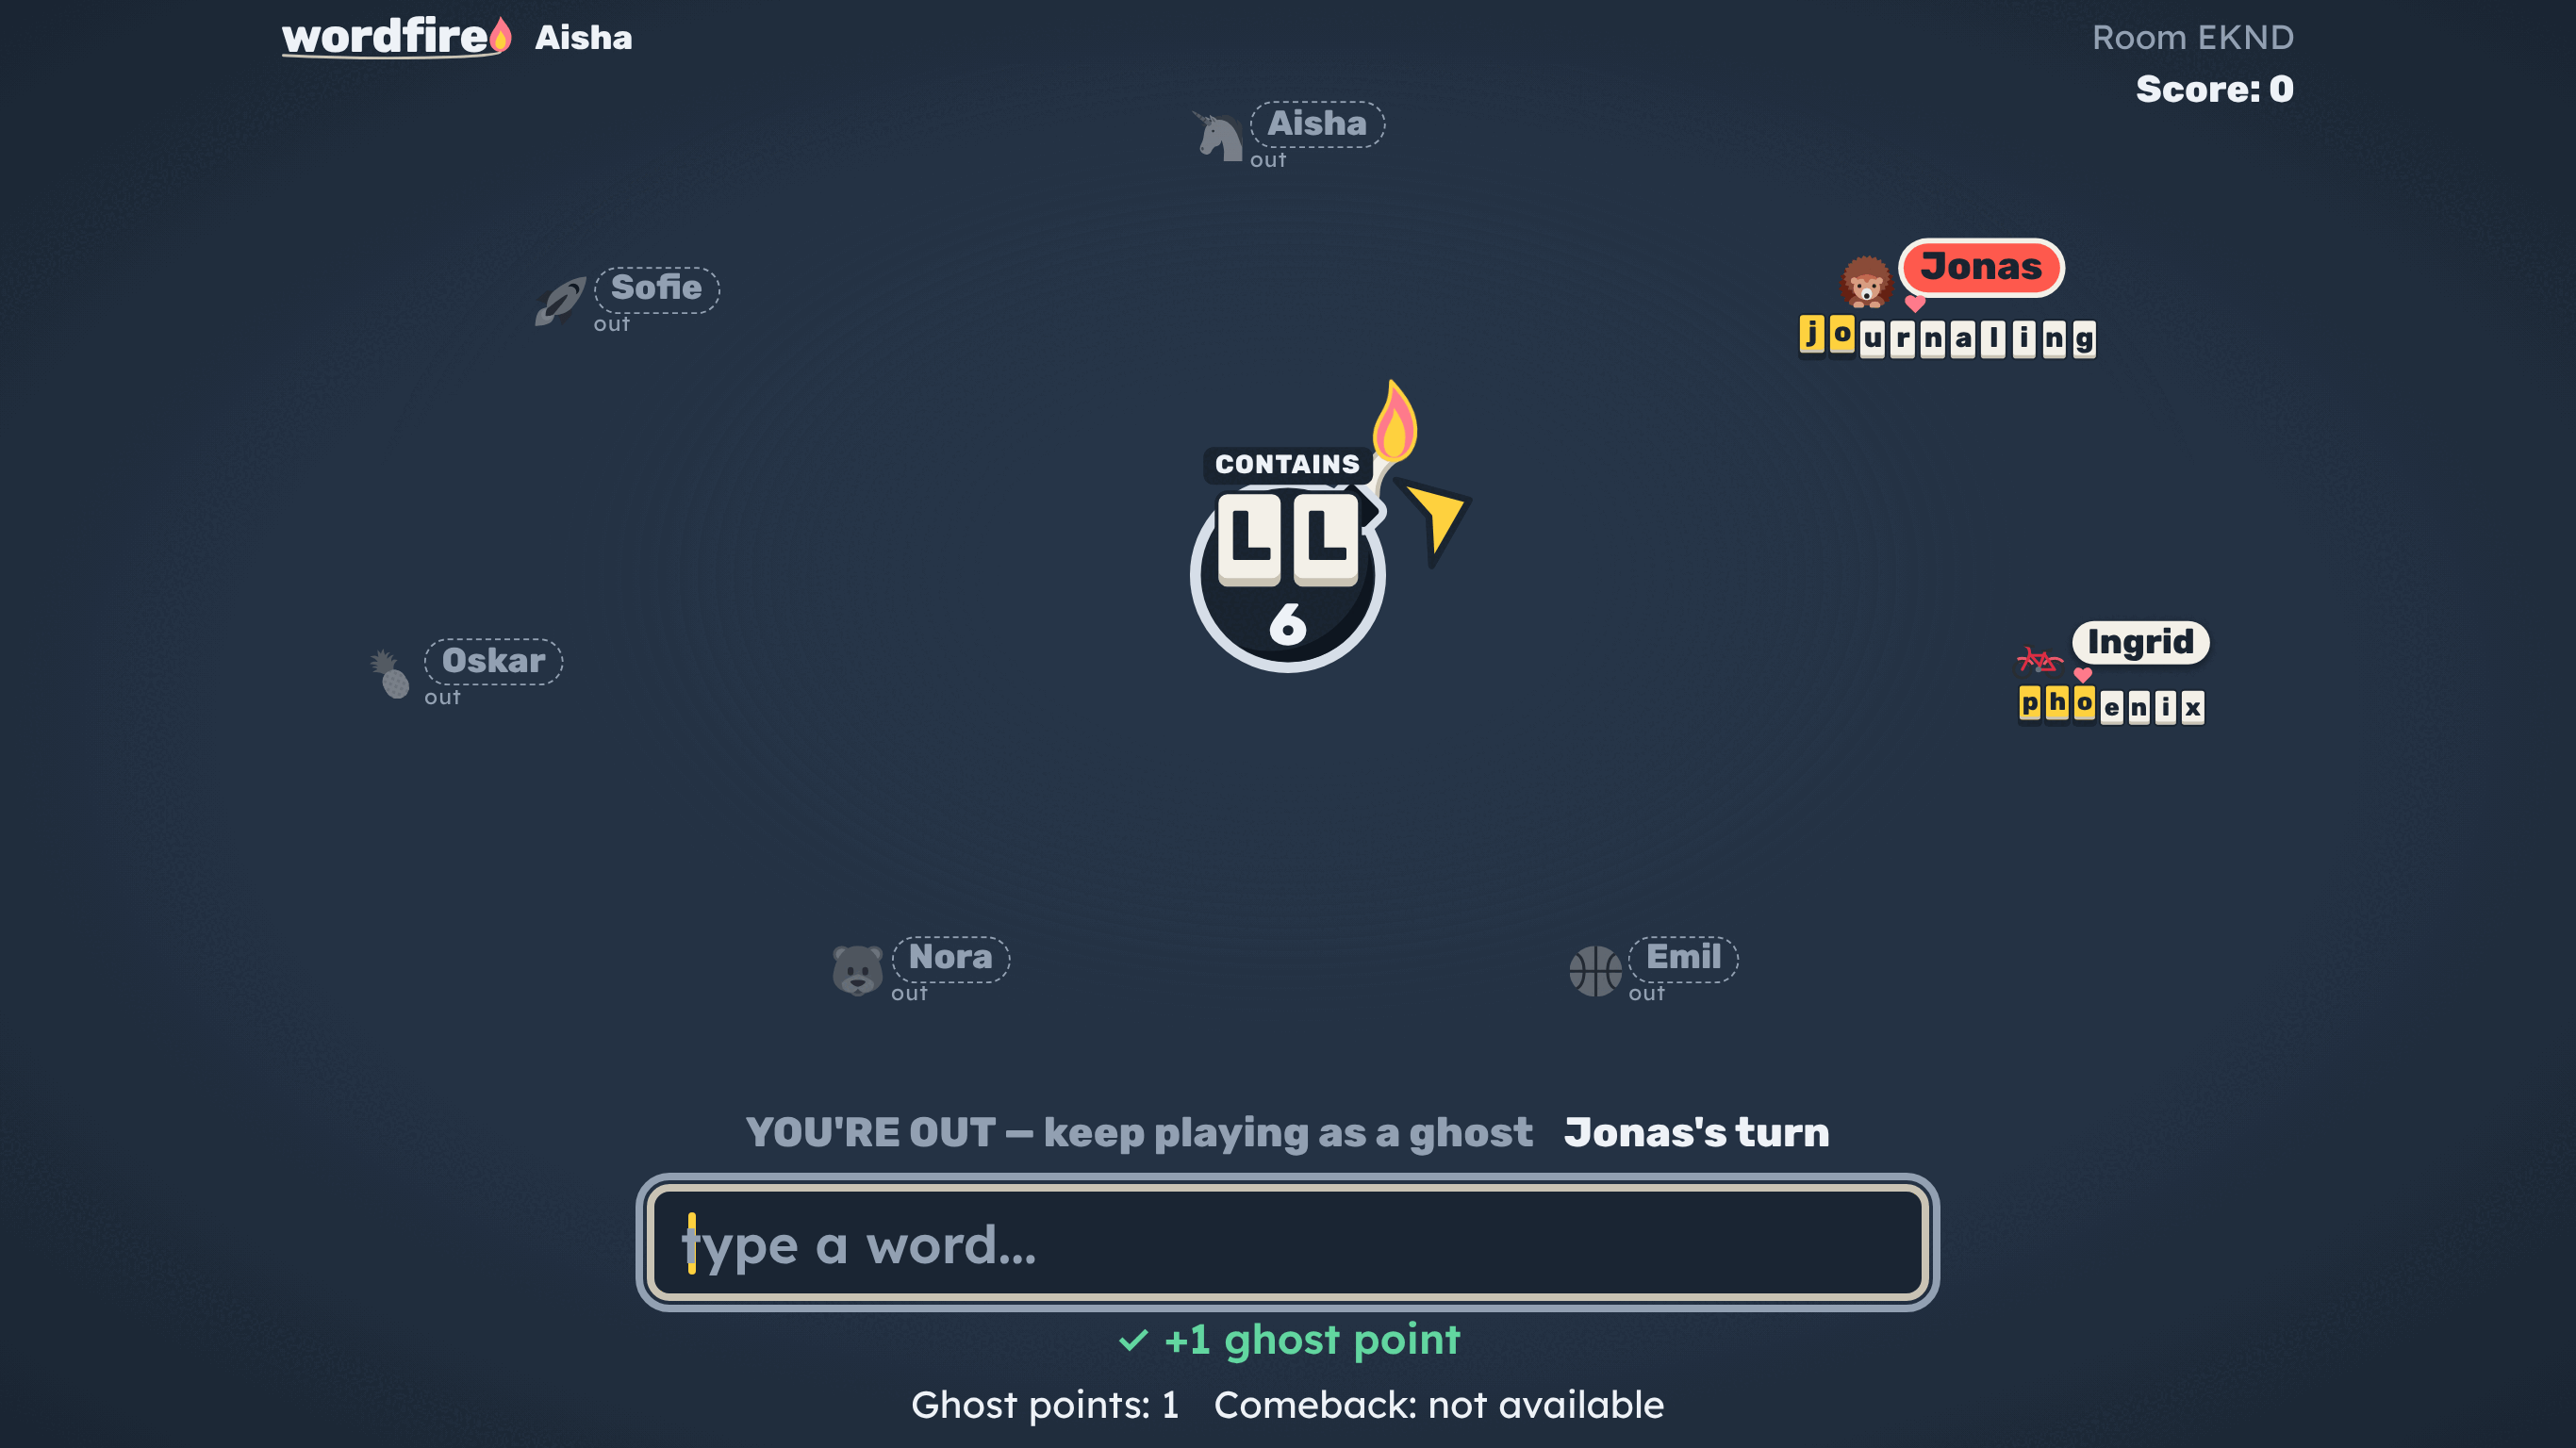 wordfire Aisha
Room EKND
Score: 0
Aisha
out
Sofie
out
Jonas
journaling
CONTAINS
LL
6
Ingrid
phoenix
Oskar
out
Nora
out
Emil
out
YOU'RE OUT — keep playing as a ghost Jonas's turn
type a word...
✓ +1 ghost point
Ghost points: 1 Comeback: not available